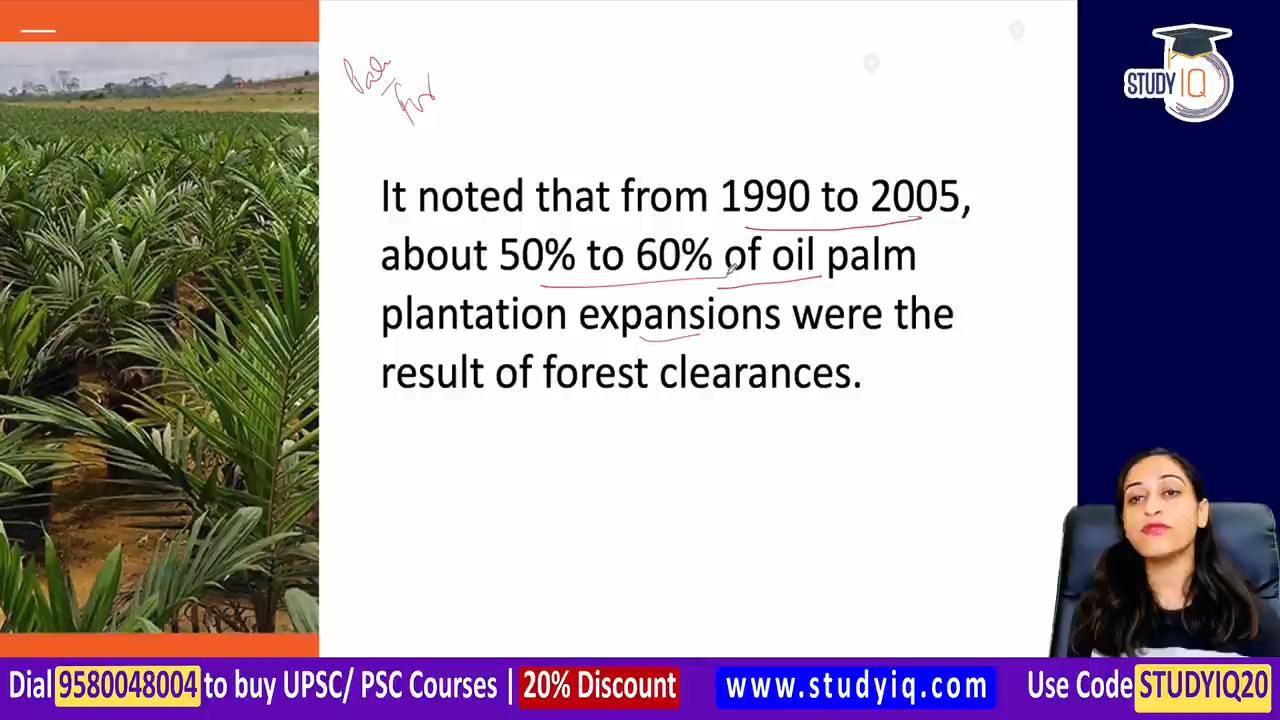 STUDY IQ
It noted that from 1990 to 2005,
about 50% to 60% of oil palm
plantation expansions were the
result of forest clearances.
Dial 9580048004 to buy UPSC/ PSC Courses | 20% Discount www.studyiq.com Use Code STUDYIQ20